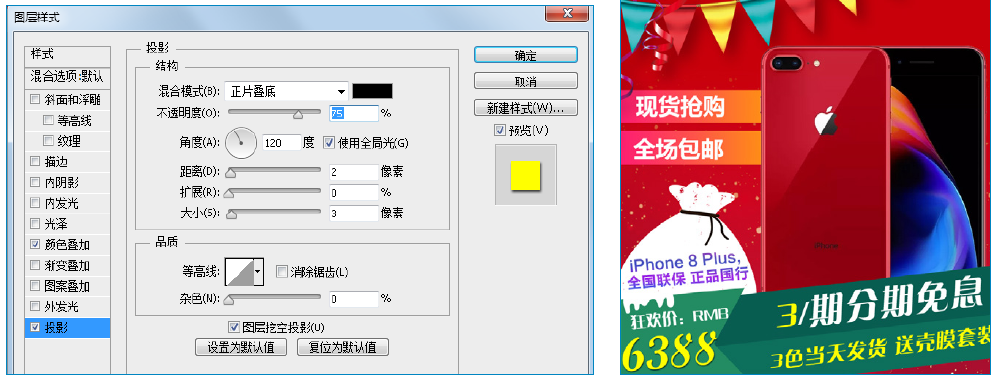 图层样式
样式
混合选项:默认
斜面和浮雕
等高线
纹理
描边
内阴影
内发光
光泽
颜色叠加
渐变叠加
图案叠加
外发光
投影
投影
结构
混合模式(B): 正片叠底
不透明度(O): 75 %
角度(A): 120 度 使用全局光(G)
距离(D): 2 像素
扩展(R): 0 %
大小(S): 3 像素
品质
等高线: 消除锯齿(L)
杂色(N): 0 %
图层挖空投影(U)
设置为默认值 复位为默认值
确定
取消
新建样式(W)...
预览(V)
现货抢购
全场包邮
iPhone 8 Plus,
全国联保 正品国行
iPhone
狂欢价: RMB
6388
3/期分期免息
3色当天发货 送壳膜套装